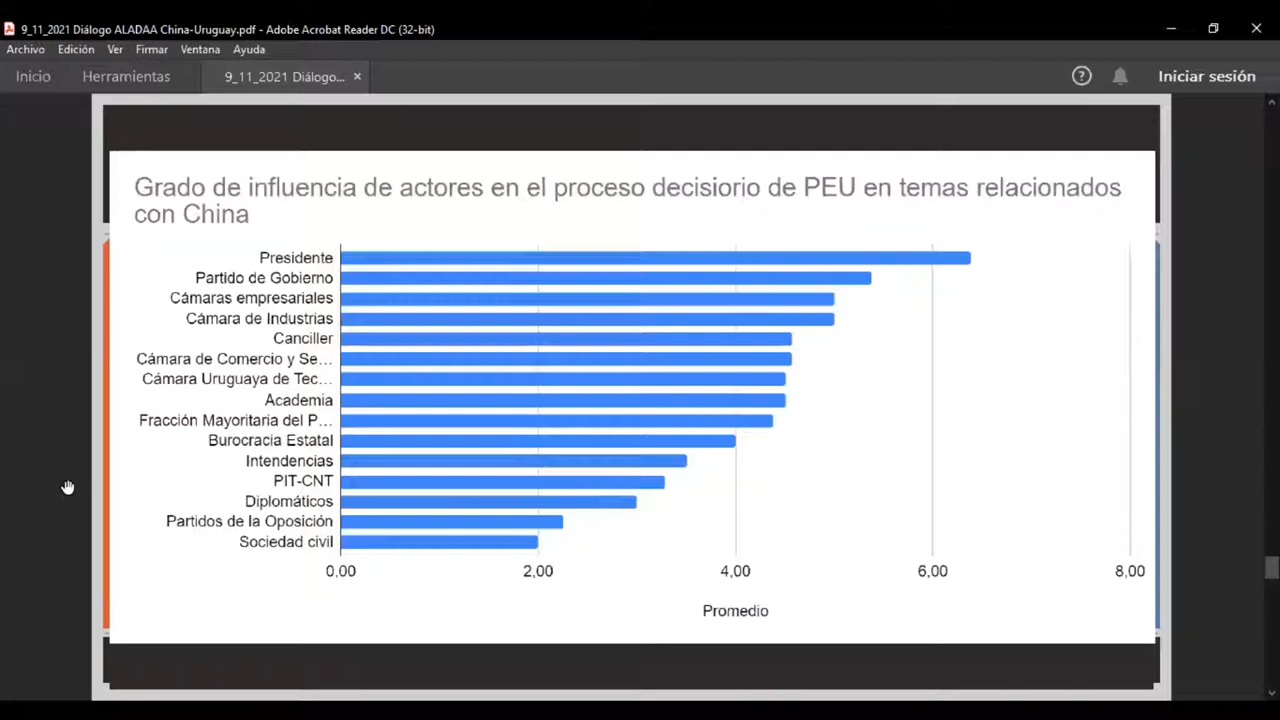 9_11_2021 Diálogo ALADAA China-Uruguay.pdf - Adobe Acrobat Reader DC (32-bit)
Archivo Edición Ver Firmar Ventana Ayuda
Inicio Herramientas 9_11_2021 Diálogo... × Iniciar sesión
Grado de influencia de actores en el proceso decisiorio de PEU en temas relacionados
con China
Presidente
Partido de Gobierno
Cámaras empresariales
Cámara de Industrias
Canciller
Cámara de Comercio y Se...
Cámara Uruguaya de Tec...
Academia
Fracción Mayoritaria del P...
Burocracia Estatal
Intendencias
PIT-CNT
Diplomáticos
Partidos de la Oposición
Sociedad civil
0,00 2,00 4,00 6,00 8,00
Promedio